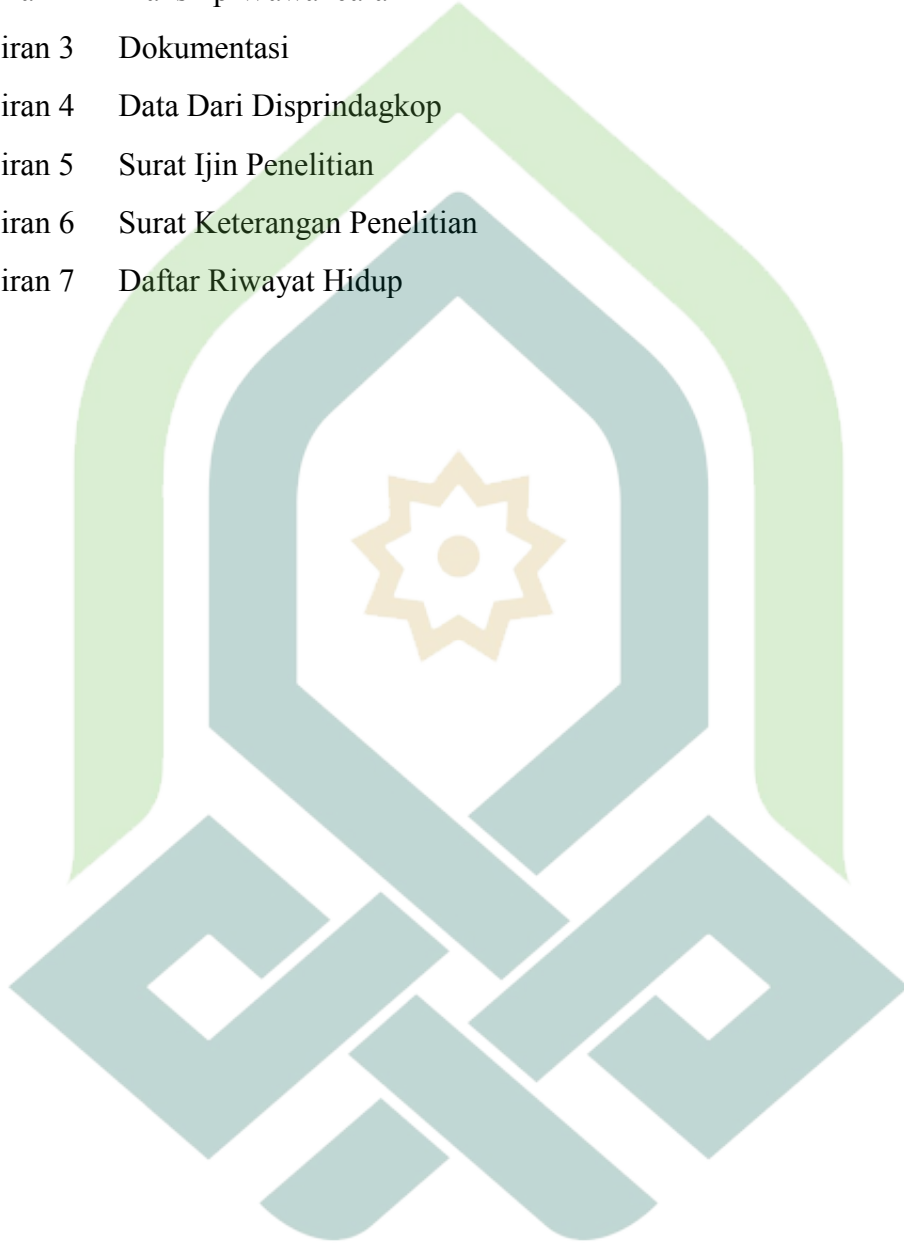 iran 3 Dokumentasi
iran 4 Data Dari Disprindagkop
iran 5 Surat Ijin Penelitian
iran 6 Surat Keterangan Penelitian
iran 7 Daftar Riwayat Hidup